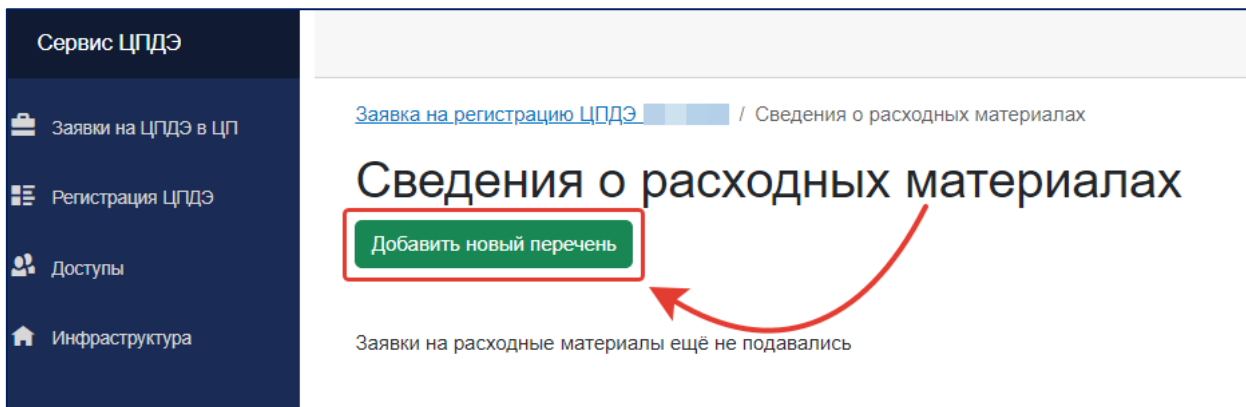 Сервис ЦПДЭ
Заявки на ЦПДЭ в ЦП
Регистрация ЦПДЭ
Доступы
Инфраструктура
Заявка на регистрацию ЦПДЭ / Сведения о расходных материалах
Сведения о расходных материалах
Добавить новый перечень
Заявки на расходные материалы ещё не подавались